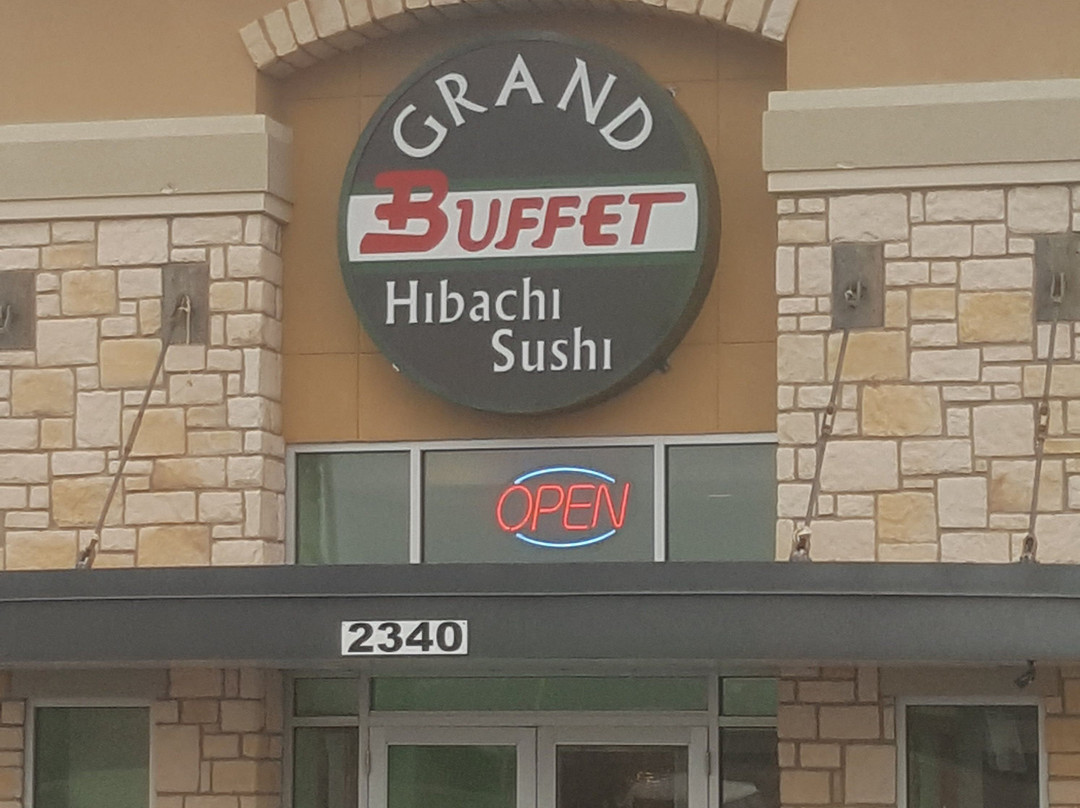 GRAND
BUFFET
Hibachi
Sushi
OPEN
2340